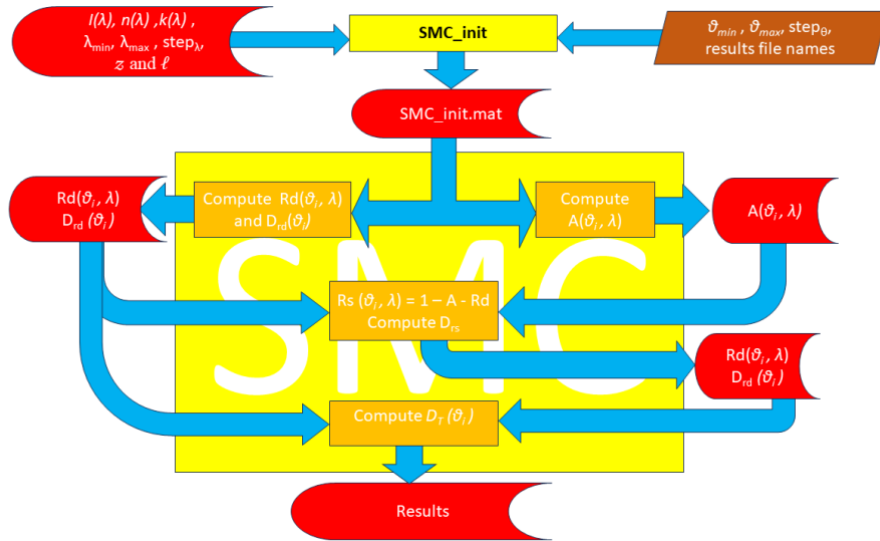 I(λ), n(λ) ,k(λ) ,
λmin, λmax , stepλ,
z and ℓ
SMC_init
ϑmin , ϑmax, stepθ,
results file names
SMC_init.mat
Rd(ϑi, λ)
Drd (ϑi)
Compute Rd(ϑi, λ)
and Drd(ϑi)
Compute
A(ϑi, λ)
A(ϑi, λ)
SMC
Rs (ϑi, λ) = 1 – A - Rd
Compute Drs
Rd(ϑi, λ)
Drd (ϑi)
Compute DT (ϑi)
Results